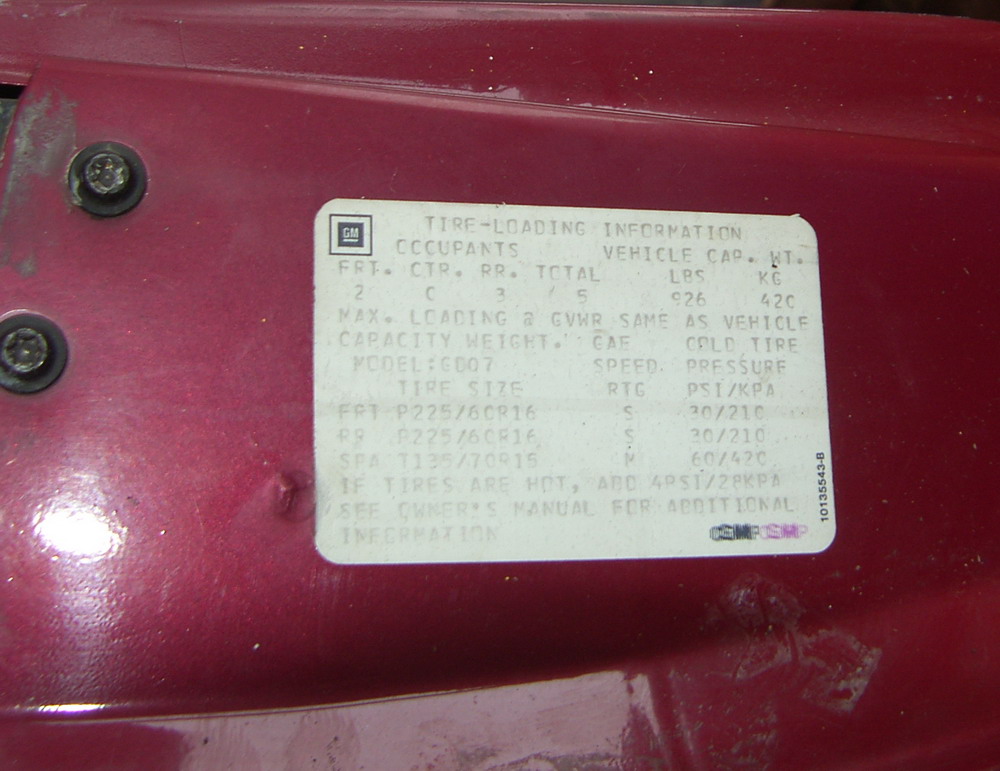 GM
TIRE-LOADING INFORMATION
OCCUPANTS VEHICLE CAP. WT.
FRT. CTR. RR. TOTAL LBS KG
2 0 3 5 926 420
MAX. LOADING @ GVWR SAME AS VEHICLE
CAPACITY WEIGHT. COLD TIRE
MODEL:GD07 SPEED PRESSURE
TIRE SIZE RTG PSI/KPA
FRT P225/60R16 S 30/210
RR P225/60R16 S 30/210
SPA T135/70R15 M 60/420
IF TIRES ARE HOT, ADD 4PSI/28KPA
SEE OWNER'S MANUAL FOR ADDITIONAL
INFORMATION
10135543-B